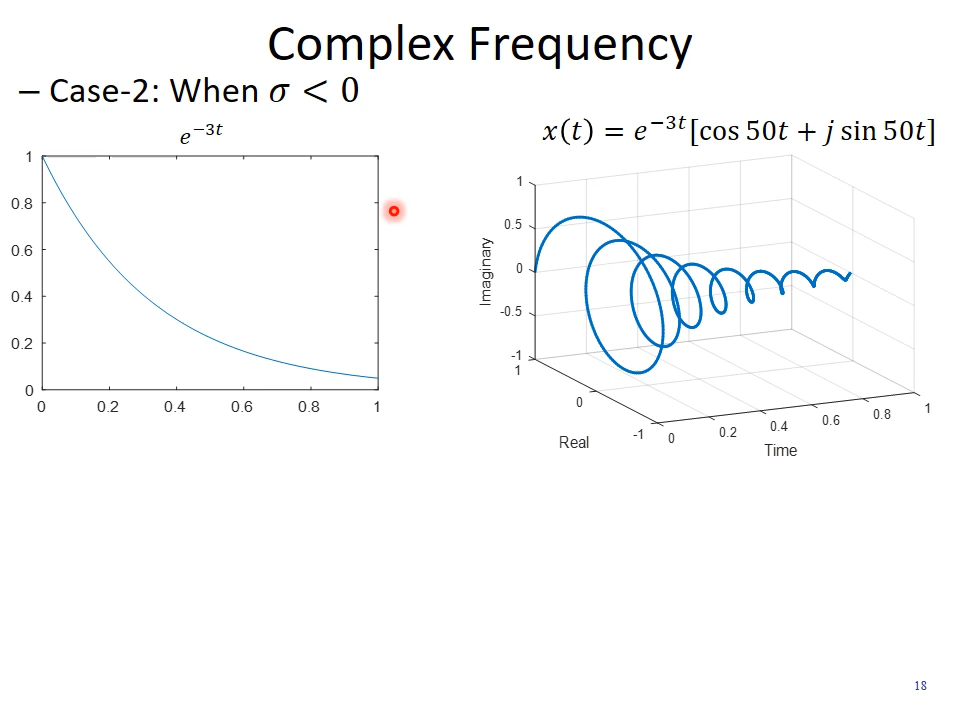 Complex Frequency
– Case-2: When σ < 0
e^{-3t}
1
0.8
0.6
0.4
0.2
0
0 0.2 0.4 0.6 0.8 1
x(t) = e^{-3t}[cos 50t + j sin 50t]
1
0.5
0
-0.5
-1
Imaginary
1
0
-1
Real
0 0.2 0.4 0.6 0.8 1
Time
18